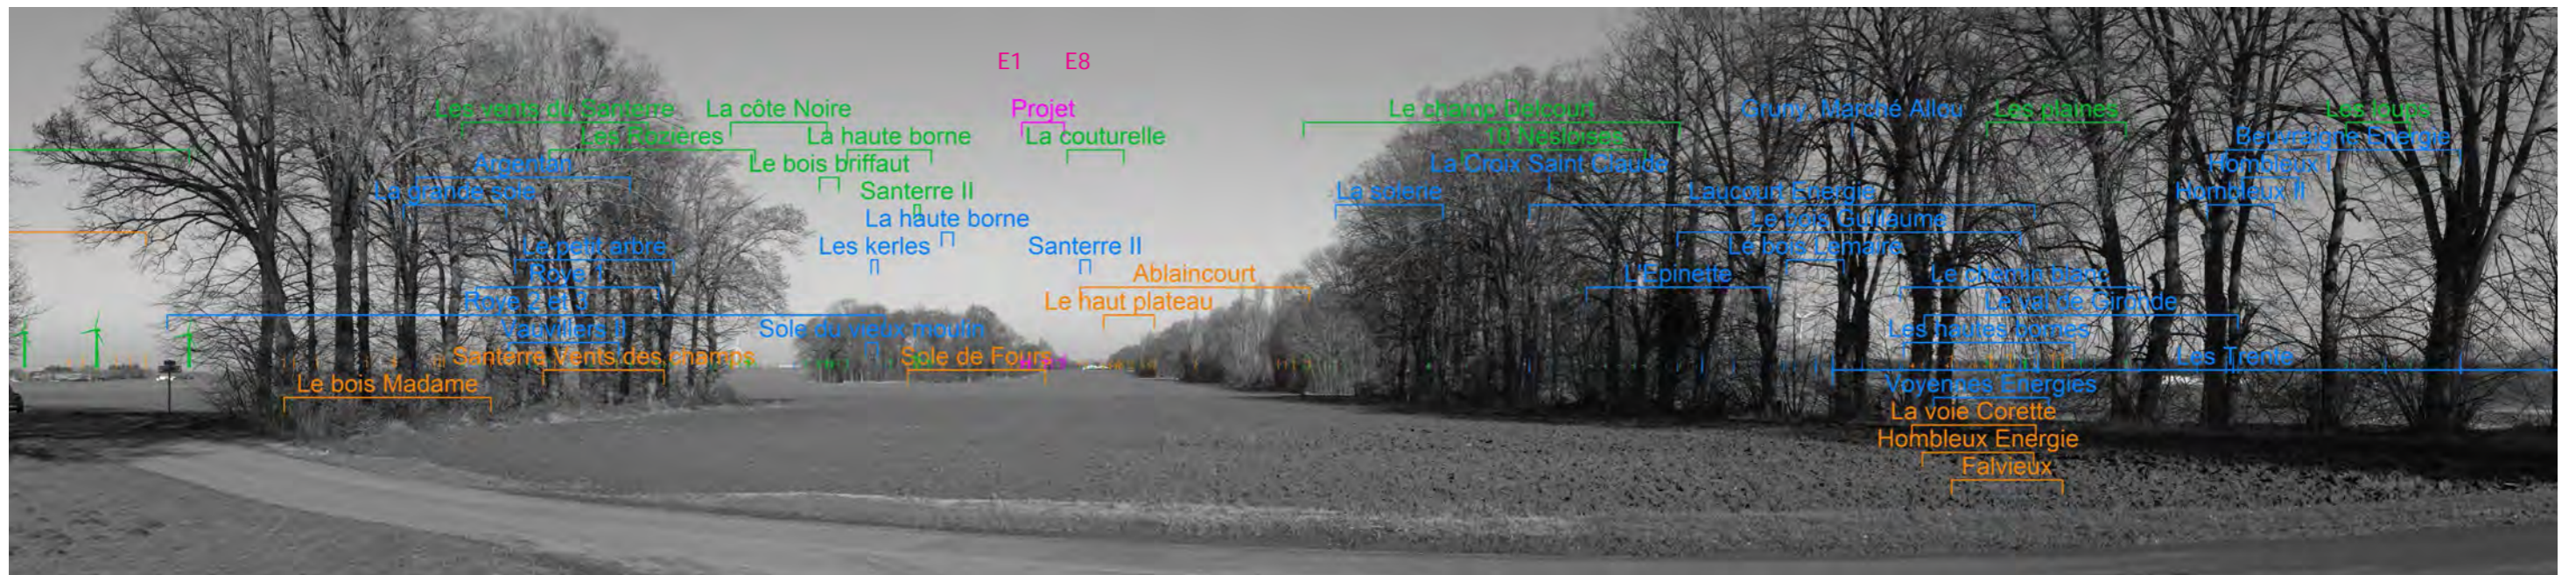 E1 E8
Les vents du Santerre La côte Noire Projet Le champ Delcourt Gruny, Marché Allou Les plaines Les loups
Les Rozières La haute borne La couturelle 10 Nesloises Beuvraigne Energie
Argentan Le bois briffaut La Croix Saint Claude Hombleux I
La grande sole Santerre II La solerie Laucourt Energie Hombleux II
La haute borne Le bois Guillaume
Le petit arbre Les kerles Santerre II Le bois Lemaire
Roye 1 Ablaincourt L'Epinette Le chemin blanc
Roye 2 et 3 Le haut plateau Le val de Gironde
Vauvillers II Sole du vieux moulin Les hautes bornes
Santerre Vents des champs Sole de Fours Les Trente
Le bois Madame Voyennes Energies
La voie Corette
Hombleux Energie
Falvieux